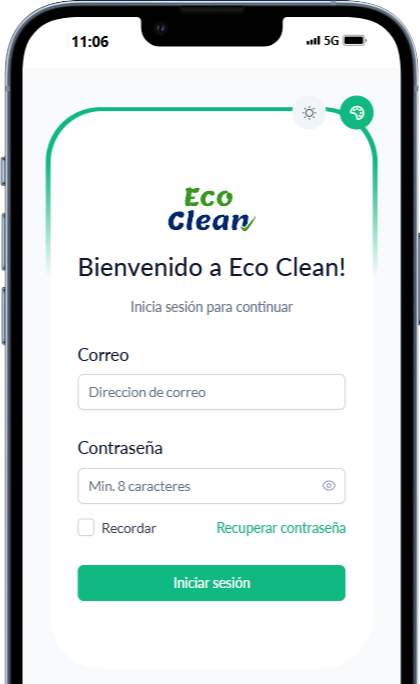 11:06
5G
Eco
Clean
Bienvenido a Eco Clean!
Inicia sesión para continuar
Correo
Direccion de correo
Contraseña
Min. 8 caracteres
Recordar
Recuperar contraseña
Iniciar sesión